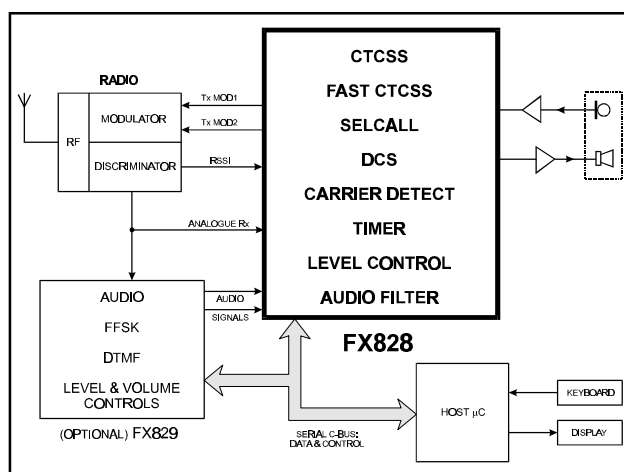 RADIO
RF
MODULATOR
DISCRIMINATOR
Tx MOD1
Tx MOD2
RSSI
ANALOGUE Rx
CTCSS
FAST CTCSS
SELCALL
DCS
CARRIER DETECT
TIMER
LEVEL CONTROL
AUDIO FILTER
FX828
AUDIO
FFSK
DTMF
LEVEL & VOLUME
CONTROLS
(OPTIONAL) FX829
AUDIO
SIGNALS
SERIAL C-BUS:
DATA & CONTROL
HOST µC
KEYBOARD
DISPLAY